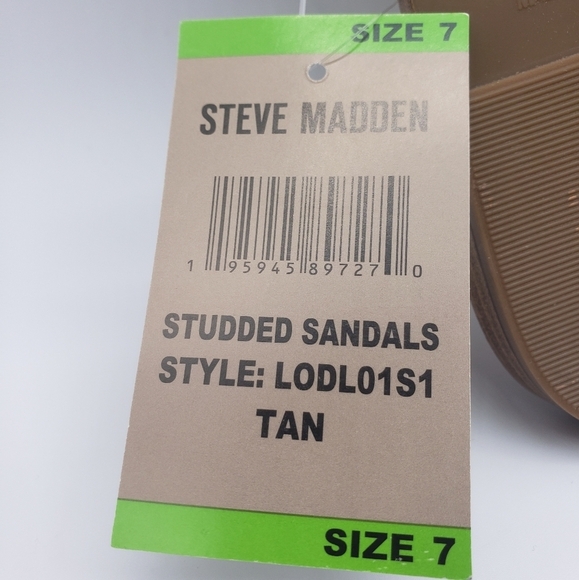 SIZE 7
STEVE MADDEN
1 95945 89727 0
STUDDED SANDALS
STYLE: LODL01S1
TAN
SIZE 7